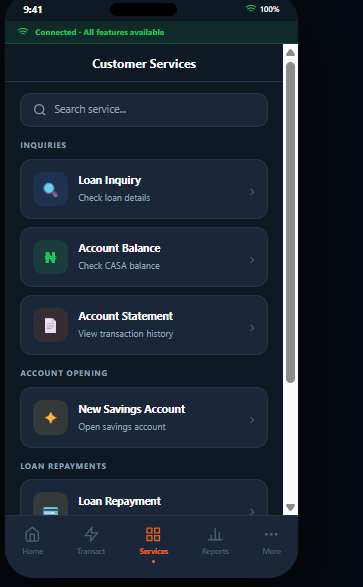 9:41
100%
Connected - All features available
Customer Services
Search service...
INQUIRIES
Loan Inquiry
Check loan details
₦
Account Balance
Check CASA balance
Account Statement
View transaction history
ACCOUNT OPENING
New Savings Account
Open savings account
LOAN REPAYMENTS
Loan Repayment
Home
Transact
Services
Reports
More